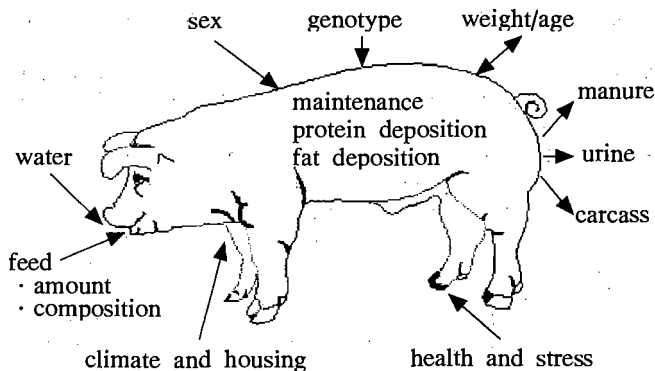 sex
genotype
weight/age
maintenance
protein deposition
fat deposition
manure
urine
carcass
water
feed
· amount
· composition
climate and housing
health and stress